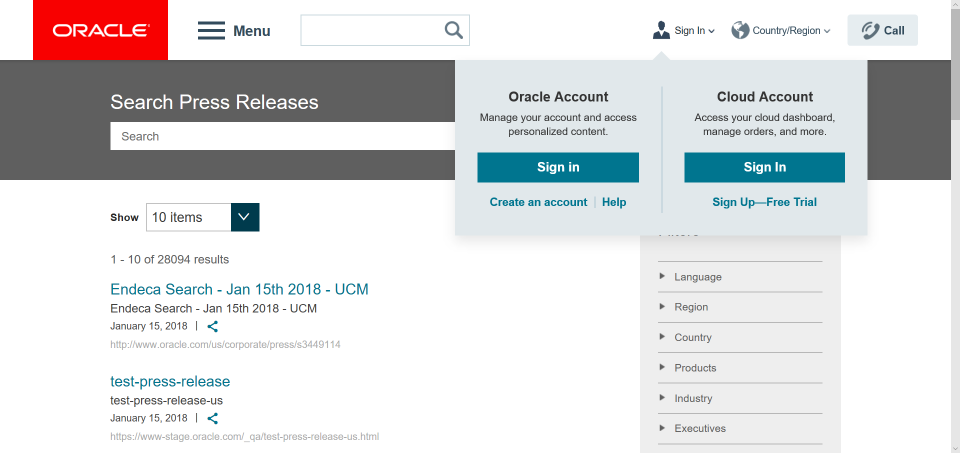 ORACLE
Menu
Sign In
Country/Region
Call
Oracle Account
Manage your account and access
personalized content.
Sign in
Create an account | Help
Cloud Account
Access your cloud dashboard,
manage orders, and more.
Sign In
Sign Up—Free Trial
Search Press Releases
Search
Show
10 items
1 - 10 of 28094 results
Endeca Search - Jan 15th 2018 - UCM
Endeca Search - Jan 15th 2018 - UCM
January 15, 2018 |
http://www.oracle.com/us/corporate/press/s3449114
test-press-release
test-press-release-us
January 15, 2018 |
https://www-stage.oracle.com/_qa/test-press-release-us.html
Language
Region
Country
Products
Industry
Executives